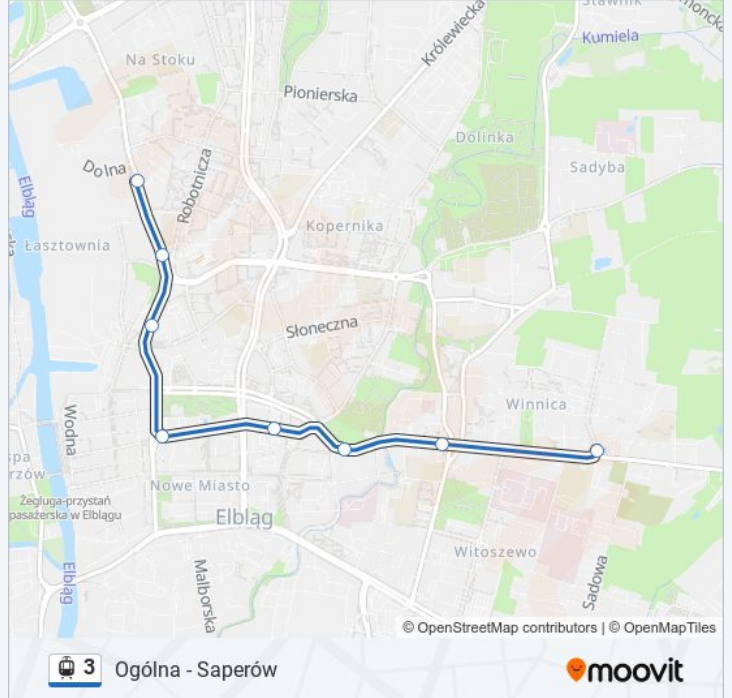 Stawnik
Kumiela
Królewiecka
Na Stoku
Pionierska
Dolinka
Sadyba
Dolna
Robotnicza
Elbląg
Kopernika
Łasztownia
Słoneczna
Winnica
Wodna
Nowe Miasto
Żegluga-przystań
pasażerska w Elblągu
Elbląg
Witoszewo
Elbląg
Malborska
Sadowa
© OpenStreetMap contributors | © OpenMapTiles
3 Ogólna - Saperów
moovit